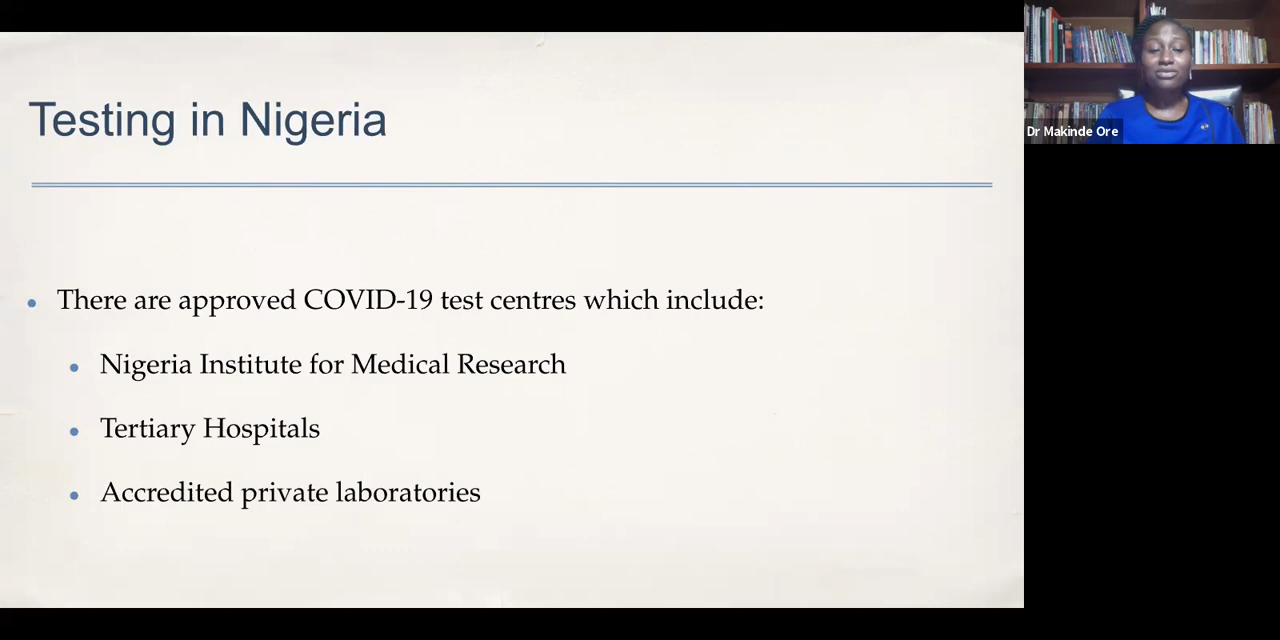 Testing in Nigeria
There are approved COVID-19 test centres which include:
Nigeria Institute for Medical Research
Tertiary Hospitals
Accredited private laboratories
Dr Makinde Ore